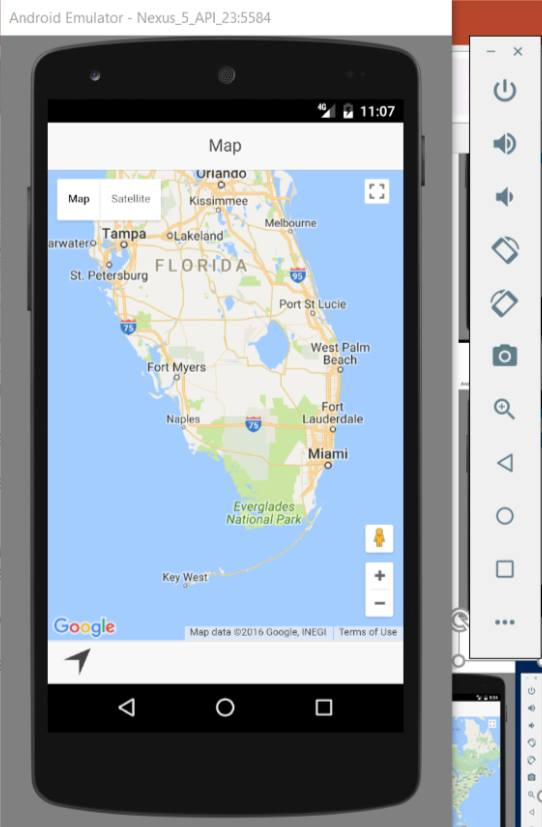 Android Emulator - Nexus_5_API_23:5584
4G 11:07
Map
Map Satellite
Orlando
Kissimmee
Melbourne
Tampa
Lakeland
arwater
St. Petersburg
FLORIDA
95
Port St Lucie
75
West Palm
Beach
Fort Myers
Fort
Lauderdale
Naples
75
Miami
Everglades
National Park
Key West
Google
Map data ©2016 Google, INEGI Terms of Use